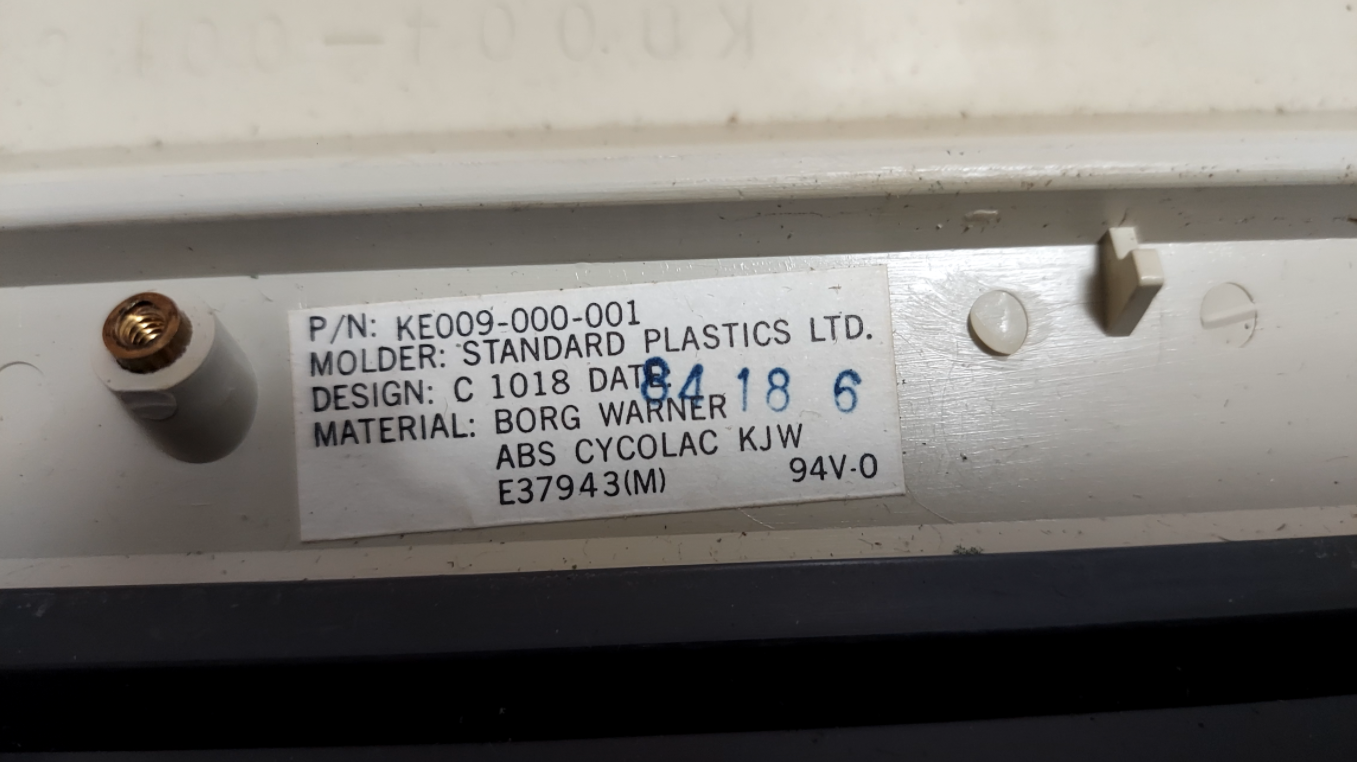 P/N: KE009-000-001
MOLDER: STANDARD PLASTICS LTD.
DESIGN: C 1018 DATE: 84 18 6
MATERIAL: BORG WARNER
ABS CYCOLAC KJW
E37943(M) 94V-0